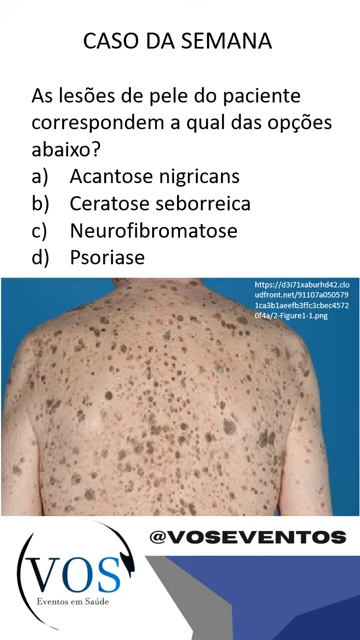 CASO DA SEMANA
As lesões de pele do paciente
correspondem a qual das opções
abaixo?
a) Acantose nigricans
b) Ceratose seborreica
c) Neurofibromatose
d) Psoriase
https://d3i71xaburhd42.clo
udfront.net/91107a050579
1ca3b1aeefb3ffc3cbec4572
0f4a/2-Figure1-1.png
@VOSEVENTOS
VOS
Eventos em Saúde